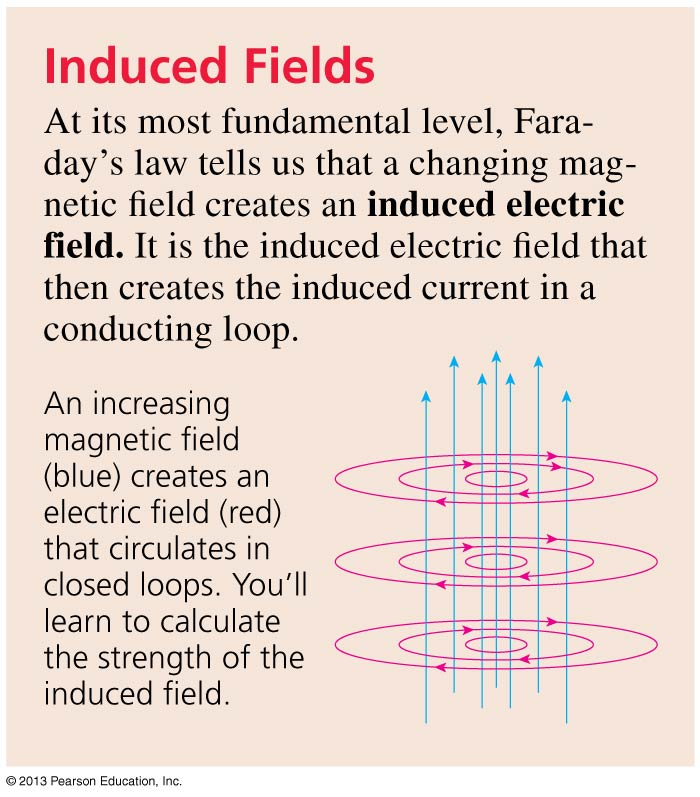 Induced Fields
At its most fundamental level, Fara-
day’s law tells us that a changing mag-
netic field creates an induced electric
field. It is the induced electric field that
then creates the induced current in a
conducting loop.
An increasing
magnetic field
(blue) creates an
electric field (red)
that circulates in
closed loops. You’ll
learn to calculate
the strength of the
induced field.
© 2013 Pearson Education, Inc.